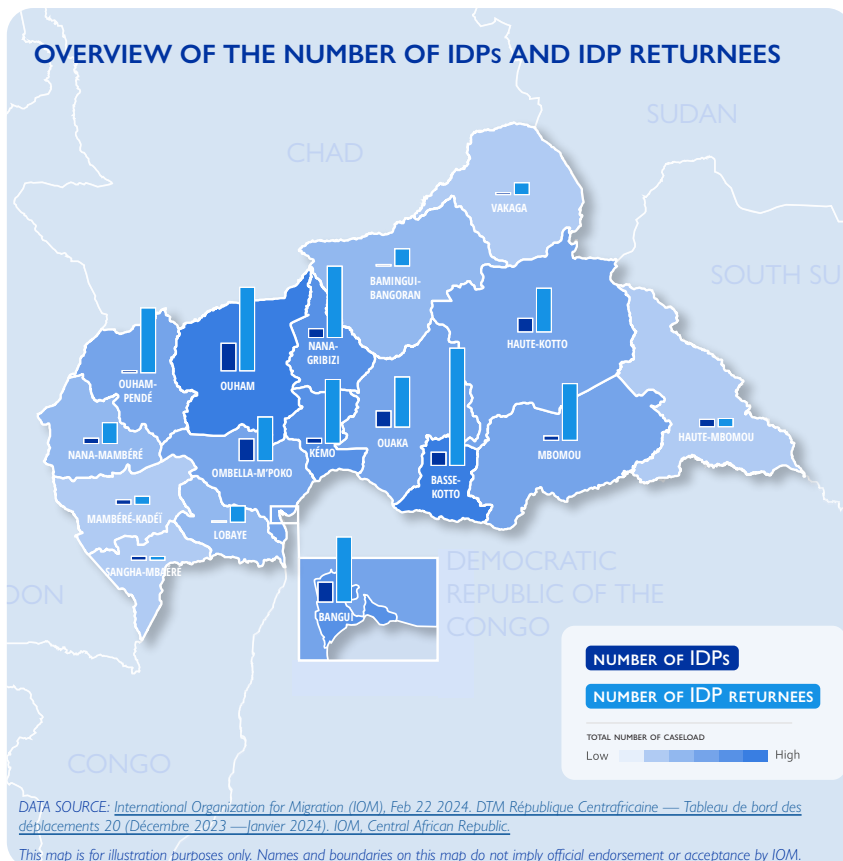 OVERVIEW OF THE NUMBER OF IDPs AND IDP RETURNEES
SUDAN
CHAD
VAKAGA
SOUTH SU
BAMINGUI-
BANGORAN
HAUTE-KOTTO
NANA-
GRIBIZI
OUHAM-
PENDÉ
OUHAM
OUAKA
HAUTE-MBOMOU
NANA-MAMBÉRÉ
KÉMO
MBOMOU
OMBELLA-M'POKO
BASSE-
KOTTO
MAMBÉRÉ-KADÉÏ
LOBAYE
SANGHA-MBAERE
DEMOCRATIC
REPUBLIC OF THE
CONGO
OON
BANGUI
NUMBER OF IDPs
NUMBER OF IDP RETURNEES
TOTAL NUMBER OF CASELOAD
Low High
CONGO
DATA SOURCE: International Organization for Migration (IOM), Feb 22 2024. DTM République Centrafricaine — Tableau de bord des
déplacements 20 (Décembre 2023 —Janvier 2024). IOM, Central African Republic.
This map is for illustration purposes only. Names and boundaries on this map do not imply official endorsement or acceptance by IOM.